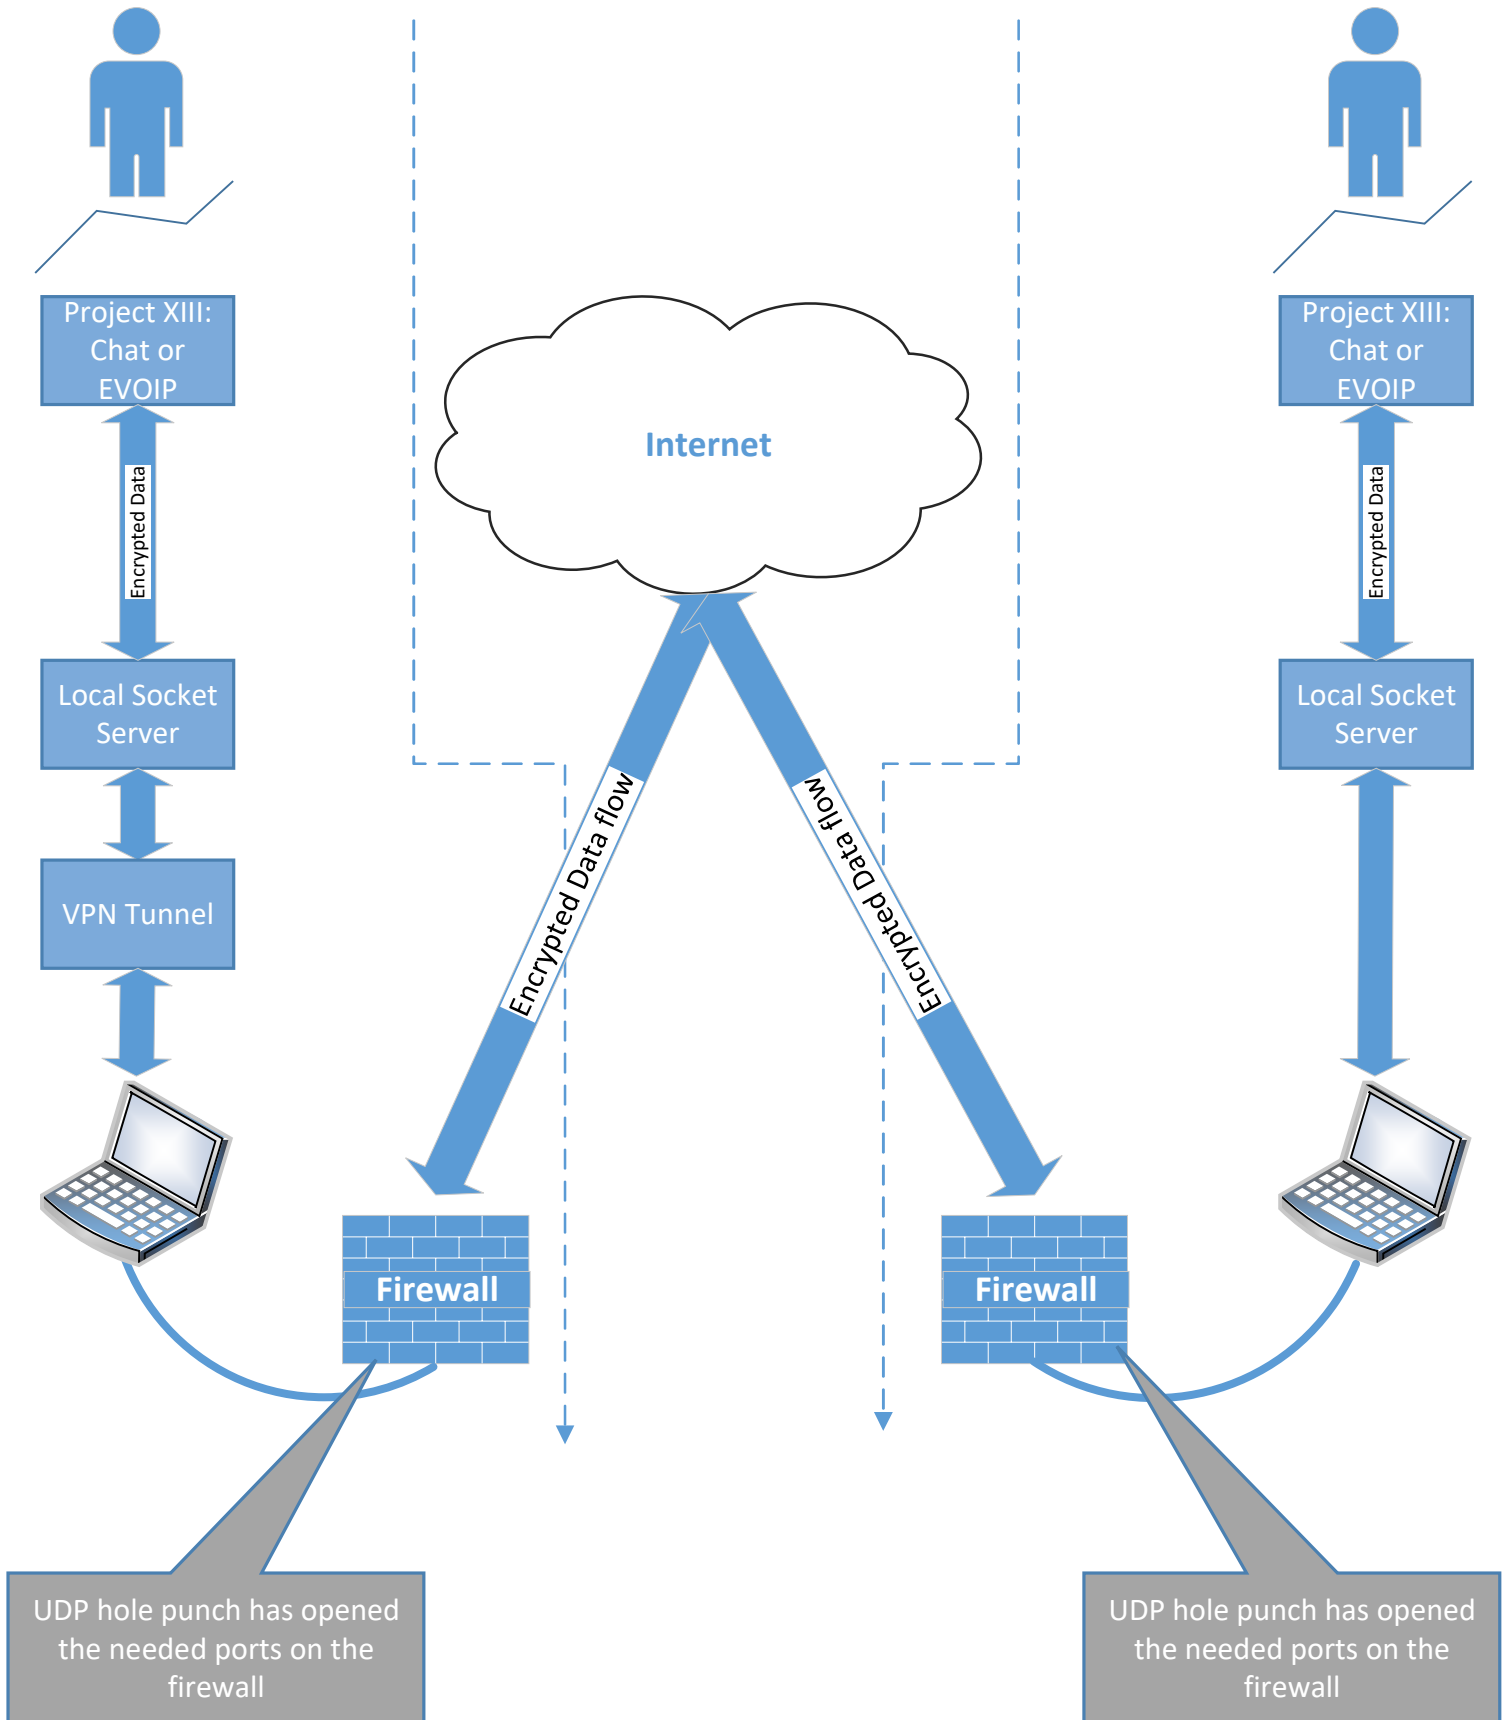 Project XIII:
Chat or
EVOIP
Encrypted Data
Local Socket
Server
VPN Tunnel
Internet
Encrypted Data flow
Encrypted Data flow
Firewall
Firewall
Project XIII:
Chat or
EVOIP
Encrypted Data
Local Socket
Server
UDP hole punch has opened
the needed ports on the
firewall
UDP hole punch has opened
the needed ports on the
firewall